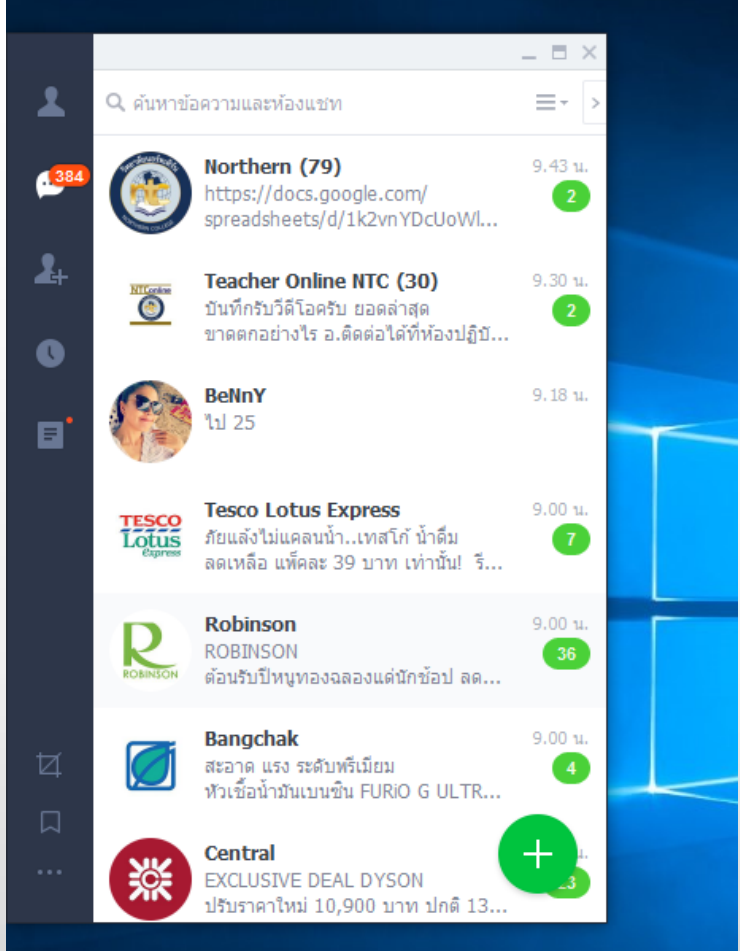 ค้นหาข้อความและห้องแชท
384
Northern (79)
9.43 น.
https://docs.google.com/
spreadsheets/d/1k2vnYDcUoWl...
2
NORTHERN COLLEGE
Teacher Online NTC (30)
9.30 น.
NTConline
บันทึกรับวีดีโอครับ ยอดล่าสุด
ขาดตกอย่างไร อ.ติดต่อได้ที่ห้องปฏิบั...
2
BeNnY
9.18 น.
ไป 25
Tesco Lotus Express
9.00 น.
TESCO
Lotus
express
ภัยแล้งไม่แคลนน้ำ..เทสโก้ น้ำดื่ม
ลดเหลือ แพ็คละ 39 บาท เท่านั้น! รี...
7
Robinson
9.00 น.
ROBINSON
ROBINSON
ต้อนรับปีหนูทองฉลองแด่นักช้อป ลด...
36
Bangchak
9.00 น.
สะอาด แรง ระดับพรีเมียม
หัวเชื้อน้ำมันเบนซิน FURiO G ULTR...
4
Central
EXCLUSIVE DEAL DYSON
ปรับราคาใหม่ 10,900 บาท ปกติ 13...